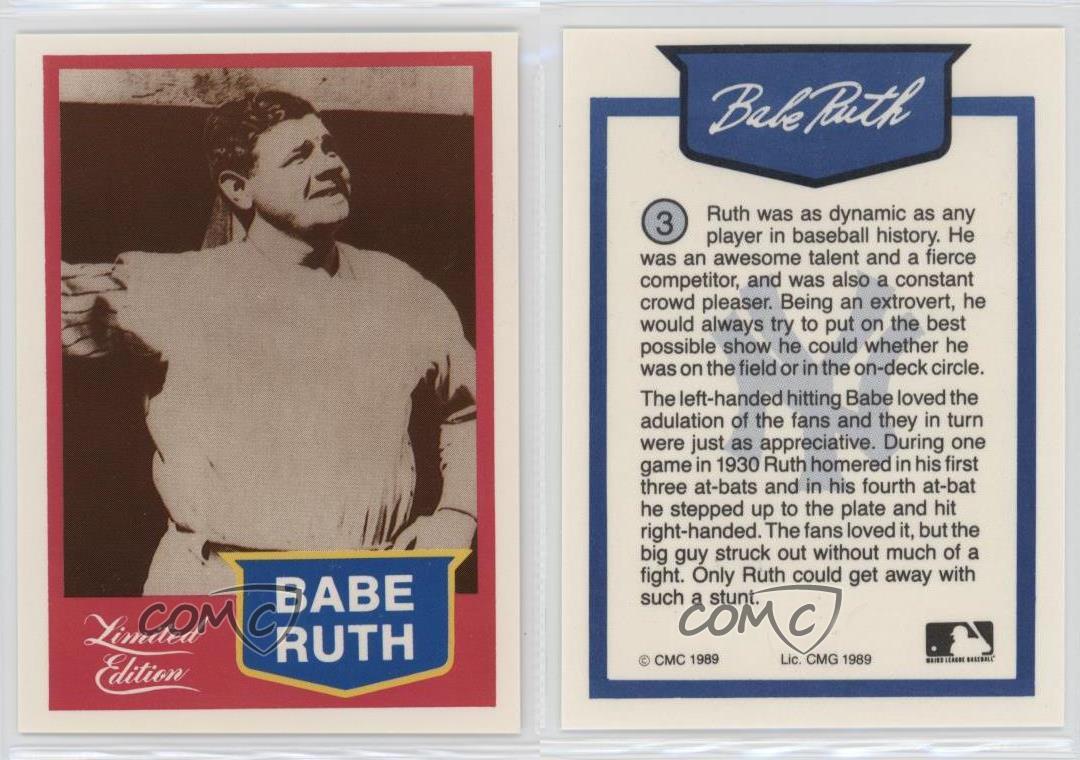 BABE
RUTH
Limited
Edition
COMC
Babe Ruth
3
Ruth was as dynamic as any
player in baseball history. He
was an awesome talent and a fierce
competitor, and was also a constant
crowd pleaser. Being an extrovert, he
would always try to put on the best
possible show he could whether he
was on the field or in the on-deck circle.
The left-handed hitting Babe loved the
adulation of the fans and they in turn
were just as appreciative. During one
game in 1930 Ruth homered in his first
three at-bats and in his fourth at-bat
he stepped up to the plate and hit
right-handed. The fans loved it, but the
big guy struck out without much of a
fight. Only Ruth could get away with
such a stunt.
COMC
© CMC 1989 Lic. CMG 1989
MAJOR LEAGUE BASEBALL
NY